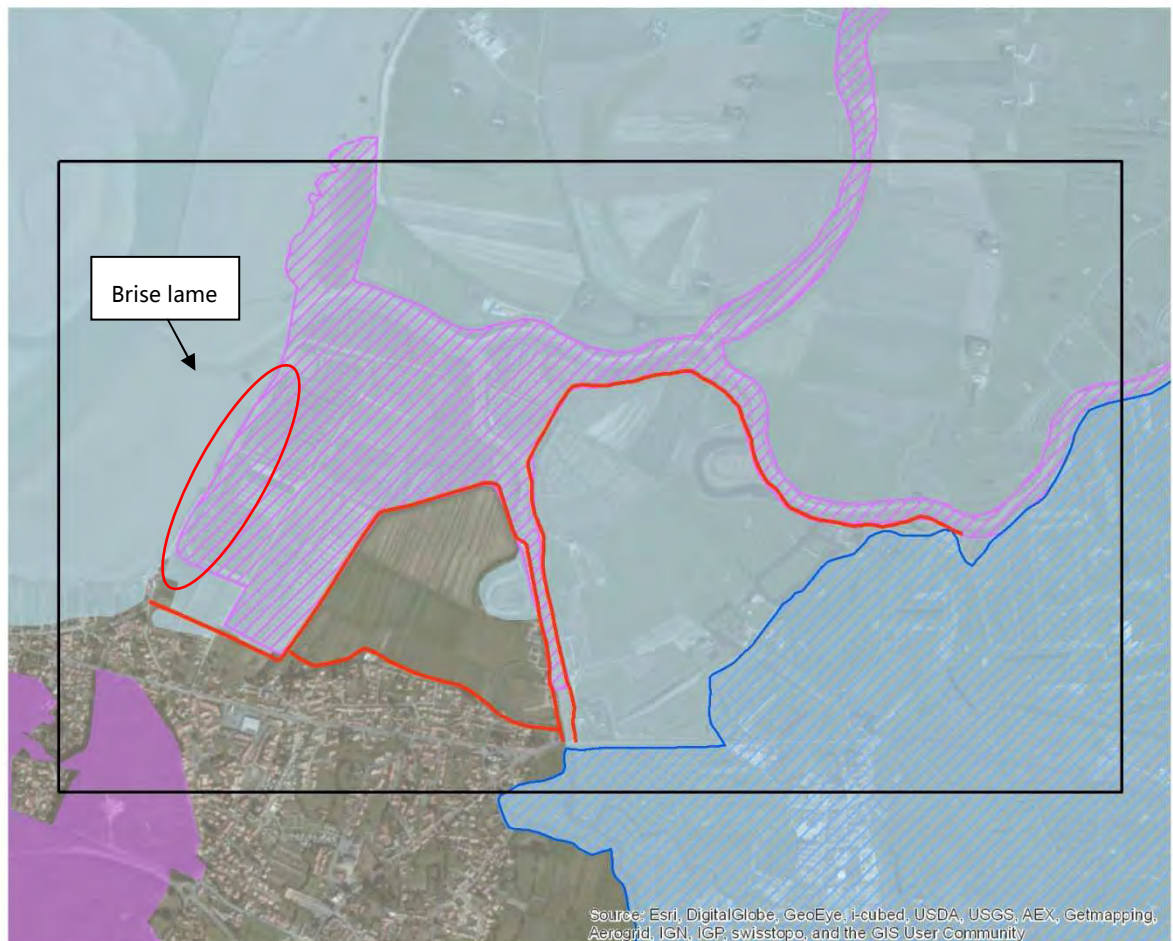 Brise lame
Source: Esri, DigitalGlobe, GeoEye, i-cubed, USDA, USGS, AEX, Getmapping,
Aerogrid, IGN, IGP, swisstopo, and the GIS User Community